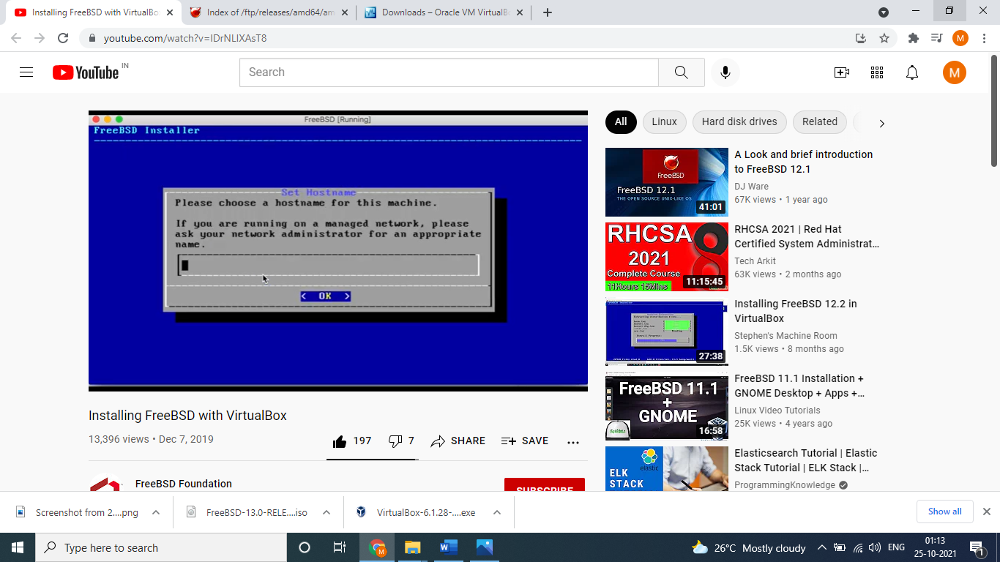 Installing FreeBSD with VirtualBo
Index of /ftp/releases/amd64/am
Downloads – Oracle VM VirtualB
youtube.com/watch?v=IDrNLIXAsT8
M
YouTube IN
Search
M
FreeBSD [Running]
FreeBSD Installer
Set Hostname
Please choose a hostname for this machine.
If you are running on a managed network, please
ask your network administrator for an appropriate
name.
< OK >
Installing FreeBSD with VirtualBox
13,396 views • Dec 7, 2019
197
7
SHARE
SAVE
FreeBSD Foundation
SUBSCRIBE
All
Linux
Hard disk drives
Related
FreeBSD
FreeBSD 12.1
THE OPEN SOURCE UNIX-LIKE OS
41:01
A Look and brief introduction
to FreeBSD 12.1
DJ Ware
67K views • 1 year ago
RHCSA
2021
8
Complete Course
11Hours 15Mins
11:15:45
RHCSA 2021 | Red Hat
Certified System Administrat...
Tech Arkit
63K views • 2 months ago
27:38
Installing FreeBSD 12.2 in
VirtualBox
Stephen's Machine Room
1.5K views • 8 months ago
FreeBSD 11.1
+
GNOME
16:58
FreeBSD 11.1 Installation +
GNOME Desktop + Apps +...
Linux Video Tutorials
25K views • 4 years ago
ELK
STACK
elastic
Elasticsearch Tutorial | Elastic
Stack Tutorial | ELK Stack |...
ProgrammingKnowledge
Screenshot from 2....png
FreeBSD-13.0-RELE....iso
VirtualBox-6.1.28-....exe
Show all
Type here to search
M
W
26°C Mostly cloudy
ENG
01:13
25-10-2021
1